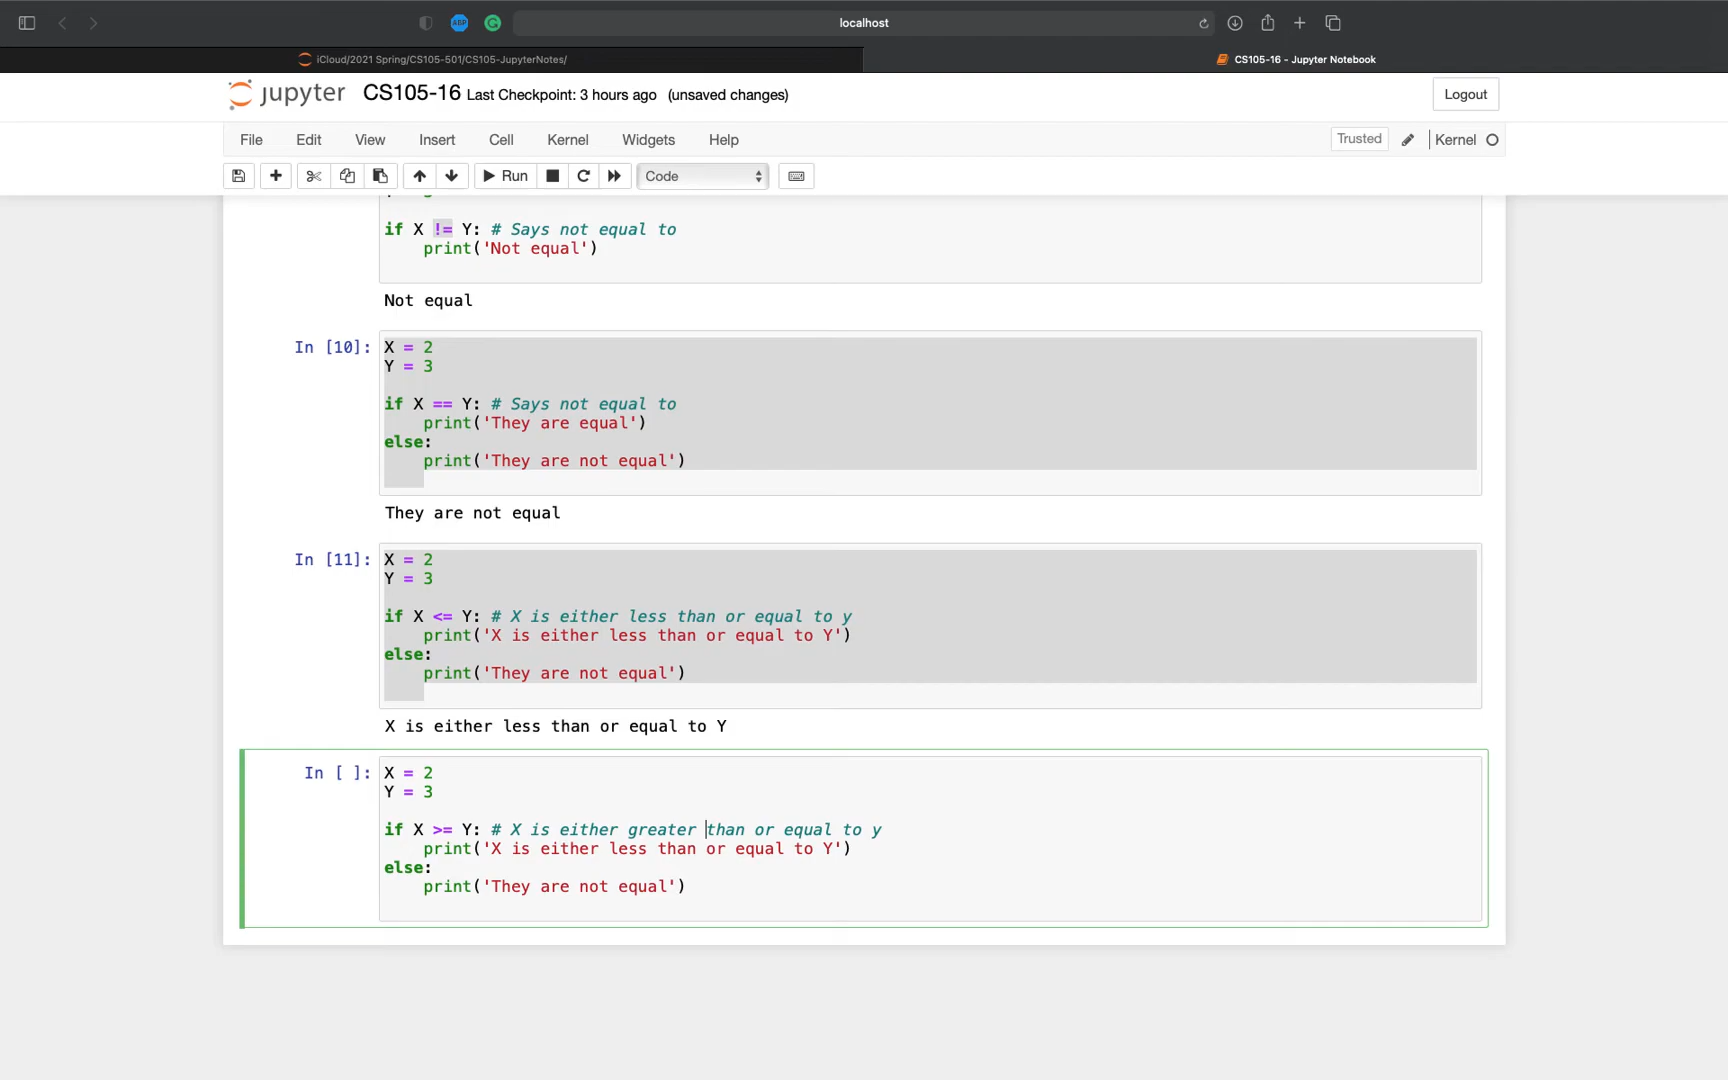 localhost
iCloud/2021 Spring/CS105-501/CS105-JupyterNotes/
CS105-16 - Jupyter Notebook
jupyter CS105-16 Last Checkpoint: 3 hours ago (unsaved changes)
Logout
File Edit View Insert Cell Kernel Widgets Help
Trusted Kernel
Run Code
if X != Y: # Says not equal to
print('Not equal')
Not equal
In [10]: X = 2
Y = 3
if X == Y: # Says not equal to
print('They are equal')
else:
print('They are not equal')
They are not equal
In [11]: X = 2
Y = 3
if X <= Y: # X is either less than or equal to y
print('X is either less than or equal to Y')
else:
print('They are not equal')
X is either less than or equal to Y
In [ ]: X = 2
Y = 3
if X >= Y: # X is either greater than or equal to y
print('X is either less than or equal to Y')
else:
print('They are not equal')